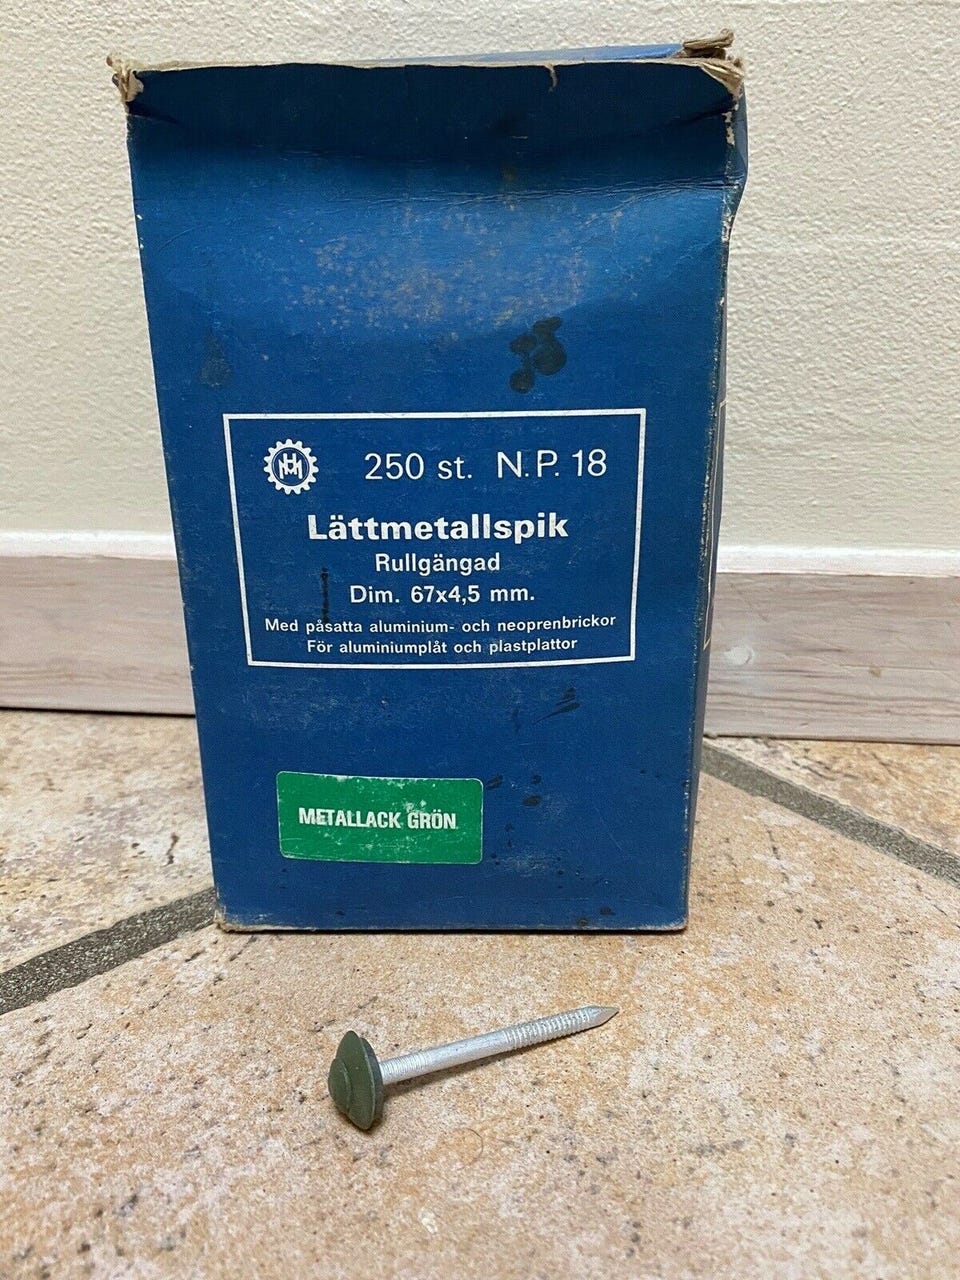 250 st. N.P. 18
Lättmetallspik
Rullgängad
Dim. 67x4,5 mm.
Med påsatta aluminium- och neoprenbrickor
För aluminiumplåt och plastplattor
METALLACK GRÖN